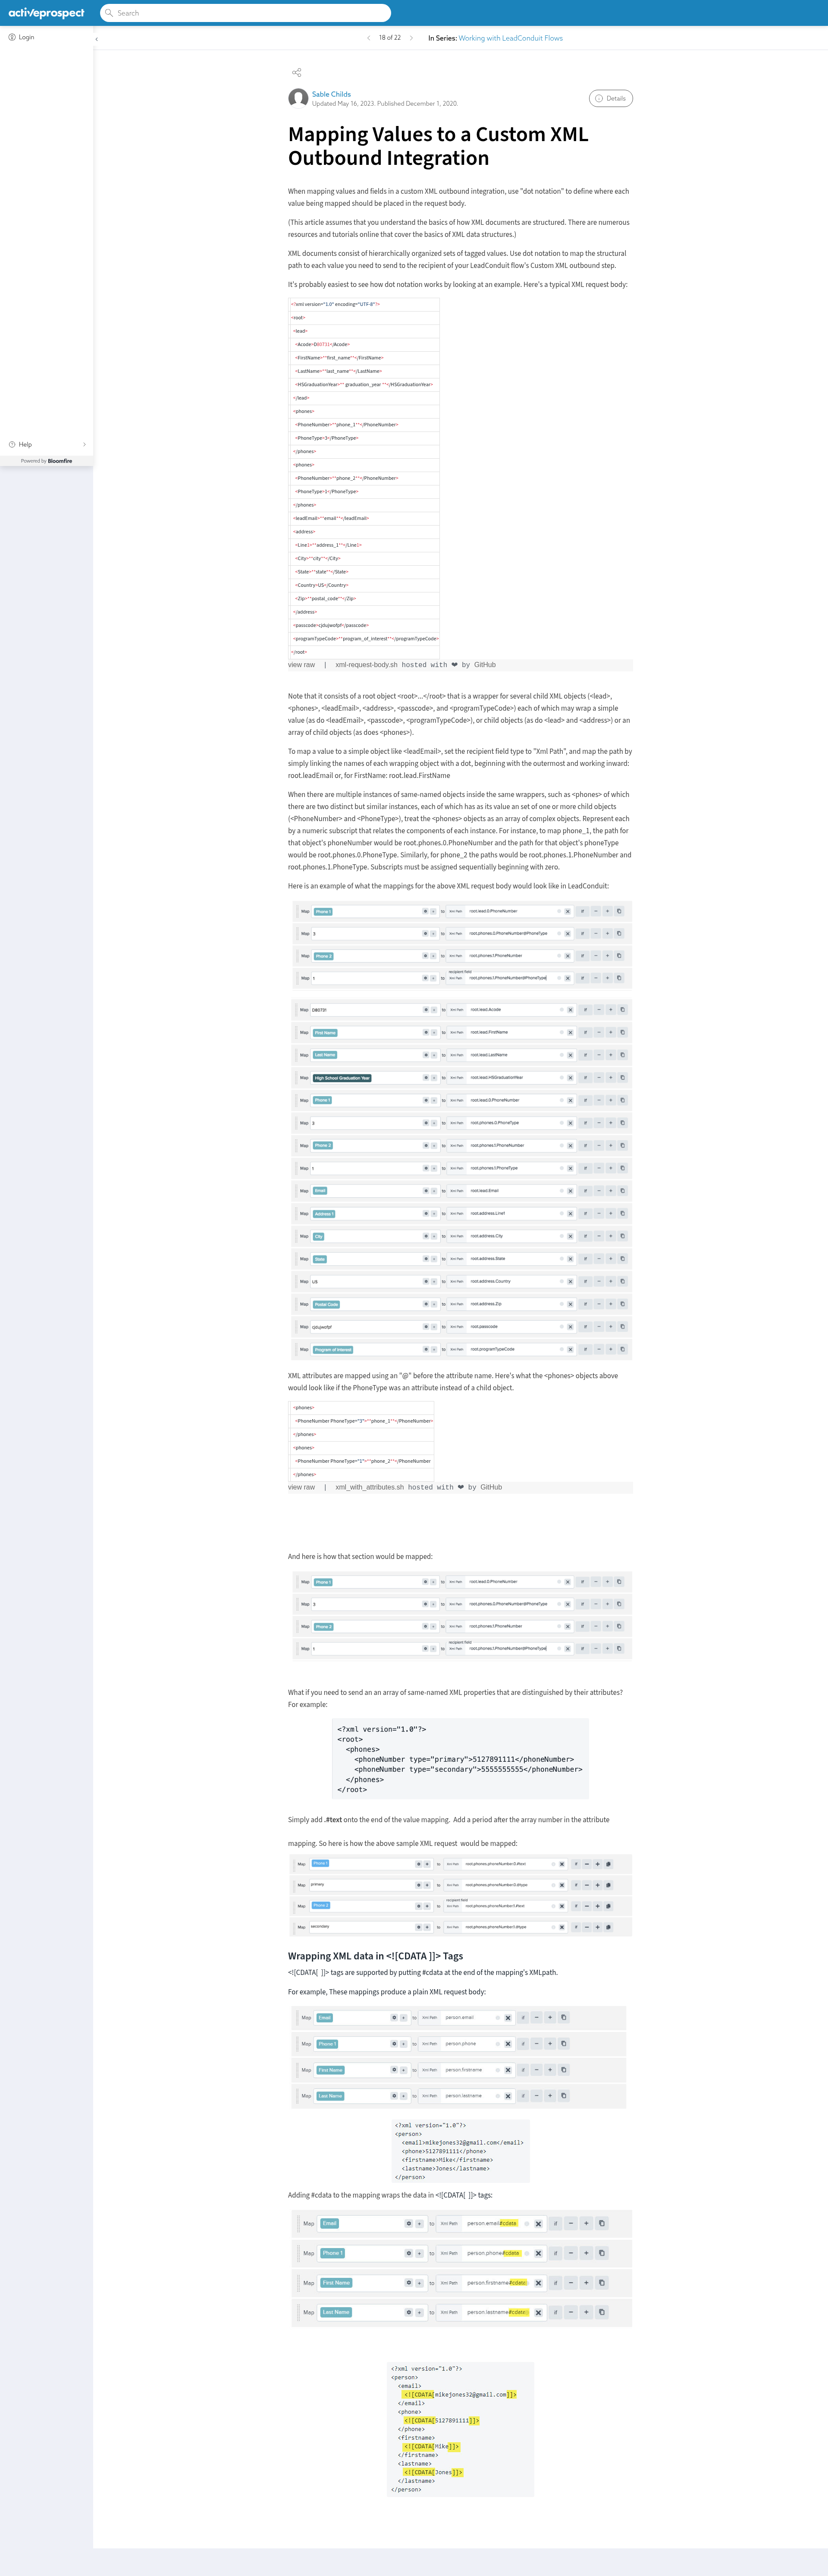 activeprospect
Search
Login
18 of 22
In Series: Working with LeadConduit Flows
Sable Childs
Updated May 16, 2023. Published December 1, 2020.
Details
Mapping Values to a Custom XML
Outbound Integration
When mapping values and fields in a custom XML outbound integration, use "dot notation" to define where each
value being mapped should be placed in the request body.
(This article assumes that you understand the basics of how XML documents are structured. There are numerous
resources and tutorials online that cover the basics of XML data structures.)
XML documents consist of hierarchically organized sets of tagged values. Use dot notation to map the structural
path to each value you need to send to the recipient of your LeadConduit flow's Custom XML outbound step.
It's probably easiest to see how dot notation works by looking at an example. Here's a typical XML request body:
<?xml version="1.0" encoding="UTF-8"?>
<root>
<lead>
<Acode>D80731</Acode>
<FirstName>**first_name**</FirstName>
<LastName>**last_name**</LastName>
<HSGraduationYear>** graduation_year **</HSGraduationYear>
</lead>
<phones>
<PhoneNumber>**phone_1**</PhoneNumber>
<PhoneType>3</PhoneType>
</phones>
<phones>
<PhoneNumber>**phone_2**</PhoneNumber>
<PhoneType>1</PhoneType>
</phones>
<leadEmail>**email**</leadEmail>
<address>
<Line1>**address_1**</Line1>
<City>**city**</City>
<State>**state**</State>
<Country>US</Country>
<Zip>**postal_code**</Zip>
</address>
<passcode>cjdujwofpf</passcode>
<programTypeCode>**program_of_interest**</programTypeCode>
</root>
view raw | xml-request-body.sh hosted with ❤ by GitHub
Help
Powered by Bloomfire
Note that it consists of a root object <root>...</root> that is a wrapper for several child XML objects (<lead>,
<phones>, <leadEmail>, <address>, <passcode>, and <programTypeCode>) each of which may wrap a simple
value (as do <leadEmail>, <passcode>, <programTypeCode>), or child objects (as do <lead> and <address>) or an
array of child objects (as does <phones>).
To map a value to a simple object like <leadEmail>, set the recipient field type to "Xml Path", and map the path by
simply linking the names of each wrapping object with a dot, beginning with the outermost and working inward:
root.leadEmail or, for FirstName: root.lead.FirstName
When there are multiple instances of same-named objects inside the same wrappers, such as <phones> of which
there are two distinct but similar instances, each of which has as its value an set of one or more child objects
(<PhoneNumber> and <PhoneType>), treat the <phones> objects as an array of complex objects. Represent each
by a numeric subscript that relates the components of each instance. For instance, to map phone_1, the path for
that object's phoneNumber would be root.phones.0.PhoneNumber and the path for that object's phoneType
would be root.phones.0.PhoneType. Similarly, for phone_2 the paths would be root.phones.1.PhoneNumber and
root.phones.1.PhoneType. Subscripts must be assigned sequentially beginning with zero.
Here is an example of what the mappings for the above XML request body would look like in LeadConduit:
Map Phone 1 to Xml Path root.lead.0.PhoneNumber if
Map 3 to Xml Path root.phones.0.PhoneNumber@PhoneType if
Map Phone 2 to Xml Path root.phones.1.PhoneNumber if
recipient field
Map 1 to Xml Path root.phones.1.PhoneNumber@PhoneType if
Map D80731 to Xml Path root.lead.Acode if
Map First Name to Xml Path root.lead.FirstName if
Map Last Name to Xml Path root.lead.LastName if
Map High School Graduation Year to Xml Path root.lead.HSGraduationYear if
Map Phone 1 to Xml Path root.lead.0.PhoneNumber if
Map 3 to Xml Path root.phones.0.PhoneType if
Map Phone 2 to Xml Path root.phones.1.PhoneNumber if
Map 1 to Xml Path root.phones.1.PhoneType if
Map Email to Xml Path root.lead.Email if
Map Address 1 to Xml Path root.address.Line1 if
Map City to Xml Path root.address.City if
Map State to Xml Path root.address.State if
Map US to Xml Path root.address.Country if
Map Postal Code to Xml Path root.address.Zip if
Map cjdujwofpf to Xml Path root.passcode if
Map Program of Interest to Xml Path root.programTypeCode if
XML attributes are mapped using an "@" before the attribute name. Here's what the <phones> objects above
would look like if the PhoneType was an attribute instead of a child object.
<phones>
<PhoneNumber PhoneType="3">**phone_1**</PhoneNumber>
</phones>
<phones>
<PhoneNumber PhoneType="1">**phone_2**</PhoneNumber
</phones>
view raw | xml_with_attributes.sh hosted with ❤ by GitHub
And here is how that section would be mapped:
Map Phone 1 to Xml Path root.lead.0.PhoneNumber if
Map 3 to Xml Path root.phones.0.PhoneNumber@PhoneType if
Map Phone 2 to Xml Path root.phones.1.PhoneNumber if
recipient field
Map 1 to Xml Path root.phones.1.PhoneNumber@PhoneType if
What if you need to send an an array of same-named XML properties that are distinguished by their attributes?
For example:
<?xml version="1.0"?>
<root>
<phones>
<phoneNumber type="primary">5127891111</phoneNumber>
<phoneNumber type="secondary">5555555555</phoneNumber>
</phones>
</root>
Simply add .#text onto the end of the value mapping. Add a period after the array number in the attribute
mapping. So here is how the above sample XML request would be mapped:
Map Phone 1 to Xml Path root.phones.phoneNumber.0.#text if
Map primary to Xml Path root.phones.phoneNumber.0.@type if
Map Phone 2 to Xml Path root.phones.phoneNumber.1.#text if
recipient field
Map secondary to Xml Path root.phones.phoneNumber.1.@type if
Wrapping XML data in <![CDATA ]]> Tags
<![CDATA[ ]]> tags are supported by putting #cdata at the end of the mapping's XMLpath.
For example, These mappings produce a plain XML request body:
Map Email to Xml Path person.email if
Map Phone 1 to Xml Path person.phone if
Map First Name to Xml Path person.firstname if
Map Last Name to Xml Path person.lastname if
<?xml version="1.0"?>
<person>
<email>mikejones32@gmail.com</email>
<phone>5127891111</phone>
<firstname>Mike</firstname>
<lastname>Jones</lastname>
</person>
Adding #cdata to the mapping wraps the data in <![CDATA[ ]]> tags:
Map Email to Xml Path person.email#cdata if
Map Phone 1 to Xml Path person.phone#cdata if
Map First Name to Xml Path person.firstname#cdata if
Map Last Name to Xml Path person.lastname#cdata if
<?xml version="1.0"?>
<person>
<email>
<![CDATA[mikejones32@gmail.com]]>
</email>
<phone>
<![CDATA[5127891111]]>
</phone>
<firstname>
<![CDATA[Mike]]>
</firstname>
<lastname>
<![CDATA[Jones]]>
</lastname>
</person>